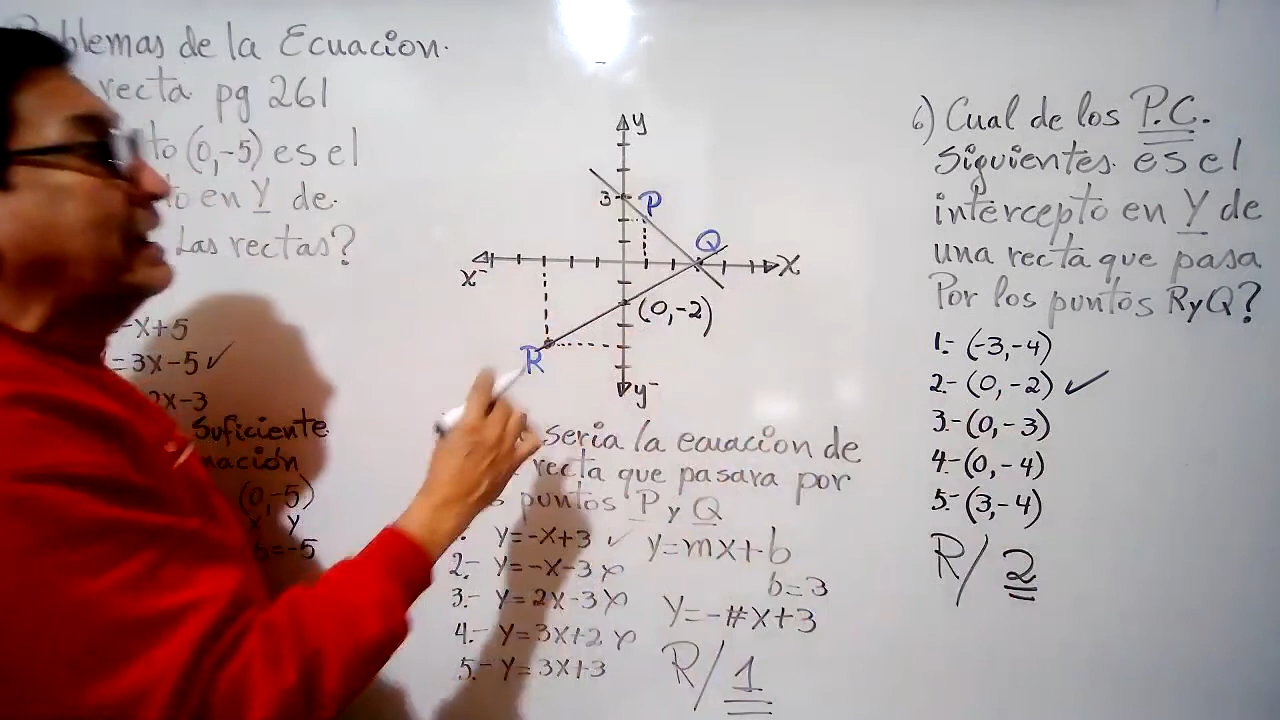 de la Ecuacion.
recta pg 261
(0,-5) es el
en Y de
Las rectas?
-X+5
=3X-5 ✓
2X-3
Suficiente
(0,-5)
X Y
b=-5
y
3
P
Q
X
X⁻
(0,-2)
R
y⁻
seria la ecuacion de
recta que pasara por
puntos P y Q
Y=-X+3 ✓
2.- Y=-X-3 x
3.- Y=2X-3 x
4.- Y=3X+2 x
5.- Y=3X+3
Y=mX+b
b=3
Y=-#X+3
R/ 1
6) Cual de los P.C.
siguientes es el
intercepto en Y de
una recta que pasa
Por los puntos R y Q?
1.- (-3,-4)
2.- (0,-2) ✓
3.- (0,-3)
4.- (0,-4)
5.- (3,-4)
R/ 2